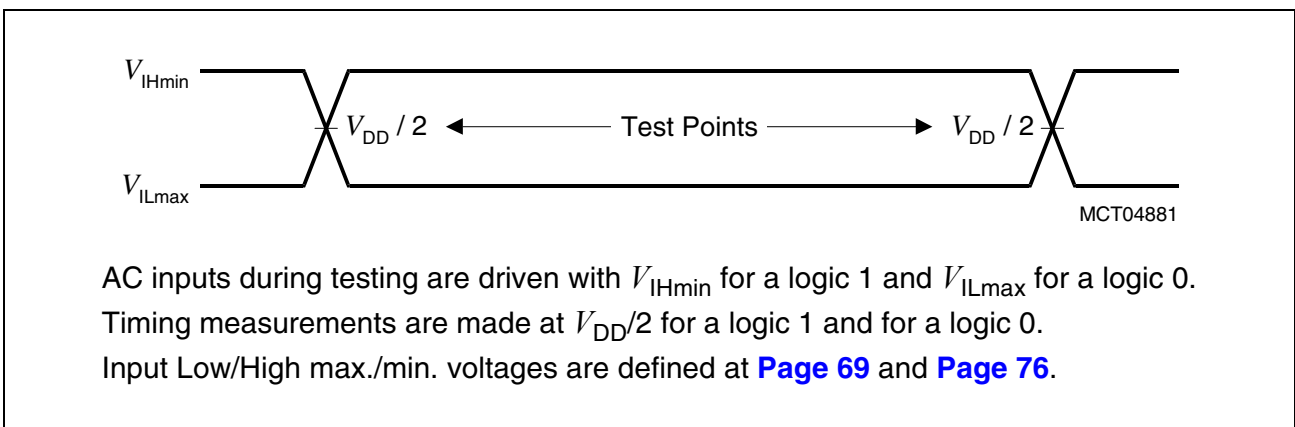 VIHmin
VDD / 2 Test Points VDD / 2
VILmax
MCT04881
AC inputs during testing are driven with VIHmin for a logic 1 and VILmax for a logic 0.
Timing measurements are made at VDD/2 for a logic 1 and for a logic 0.
Input Low/High max./min. voltages are defined at Page 69 and Page 76.